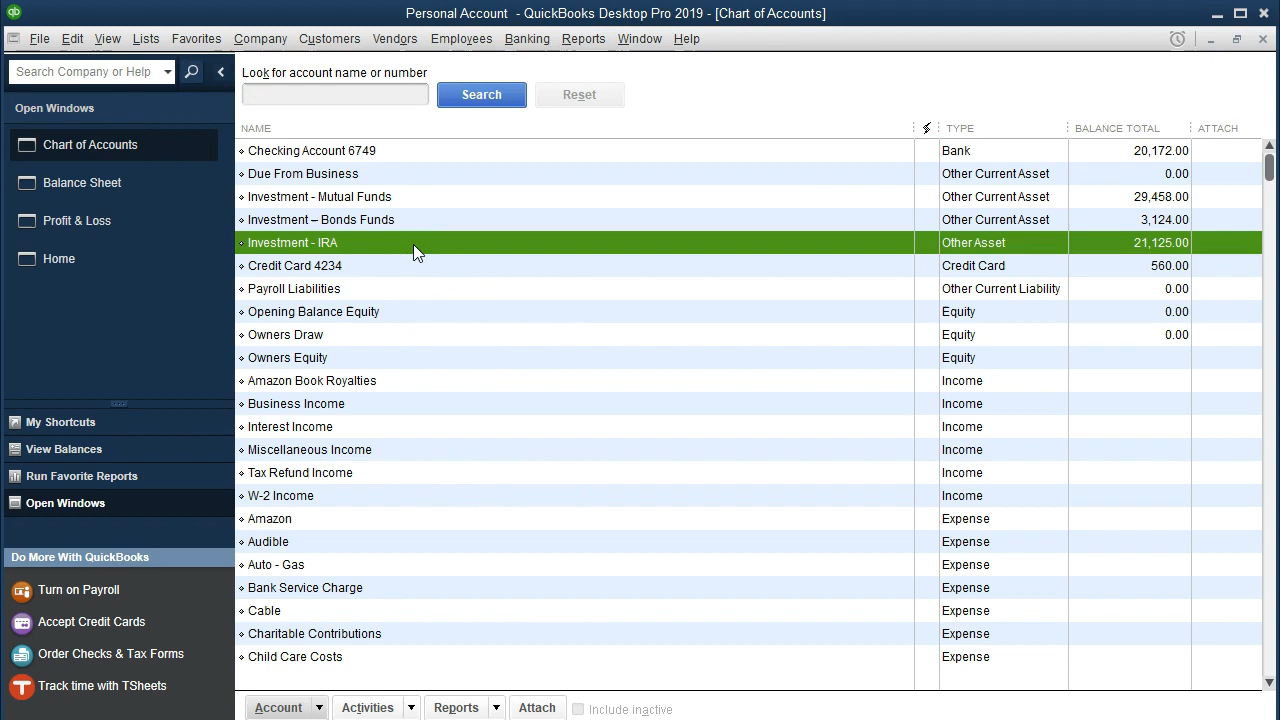 Personal Account - QuickBooks Desktop Pro 2019 - [Chart of Accounts]
File Edit View Lists Favorites Company Customers Vendors Employees Banking Reports Window Help
Search Company or Help
Open Windows
Chart of Accounts
Balance Sheet
Profit & Loss
Home
My Shortcuts
View Balances
Run Favorite Reports
Open Windows
Do More With QuickBooks
Turn on Payroll
Accept Credit Cards
Order Checks & Tax Forms
Track time with TSheets
Look for account name or number
Search Reset
NAME TYPE BALANCE TOTAL ATTACH
Checking Account 6749 Bank 20,172.00
Due From Business Other Current Asset 0.00
Investment - Mutual Funds Other Current Asset 29,458.00
Investment – Bonds Funds Other Current Asset 3,124.00
Investment - IRA Other Asset 21,125.00
Credit Card 4234 Credit Card 560.00
Payroll Liabilities Other Current Liability 0.00
Opening Balance Equity Equity 0.00
Owners Draw Equity 0.00
Owners Equity Equity
Amazon Book Royalties Income
Business Income Income
Interest Income Income
Miscellaneous Income Income
Tax Refund Income Income
W-2 Income Income
Amazon Expense
Audible Expense
Auto - Gas Expense
Bank Service Charge Expense
Cable Expense
Charitable Contributions Expense
Child Care Costs Expense
Account Activities Reports Attach Include inactive